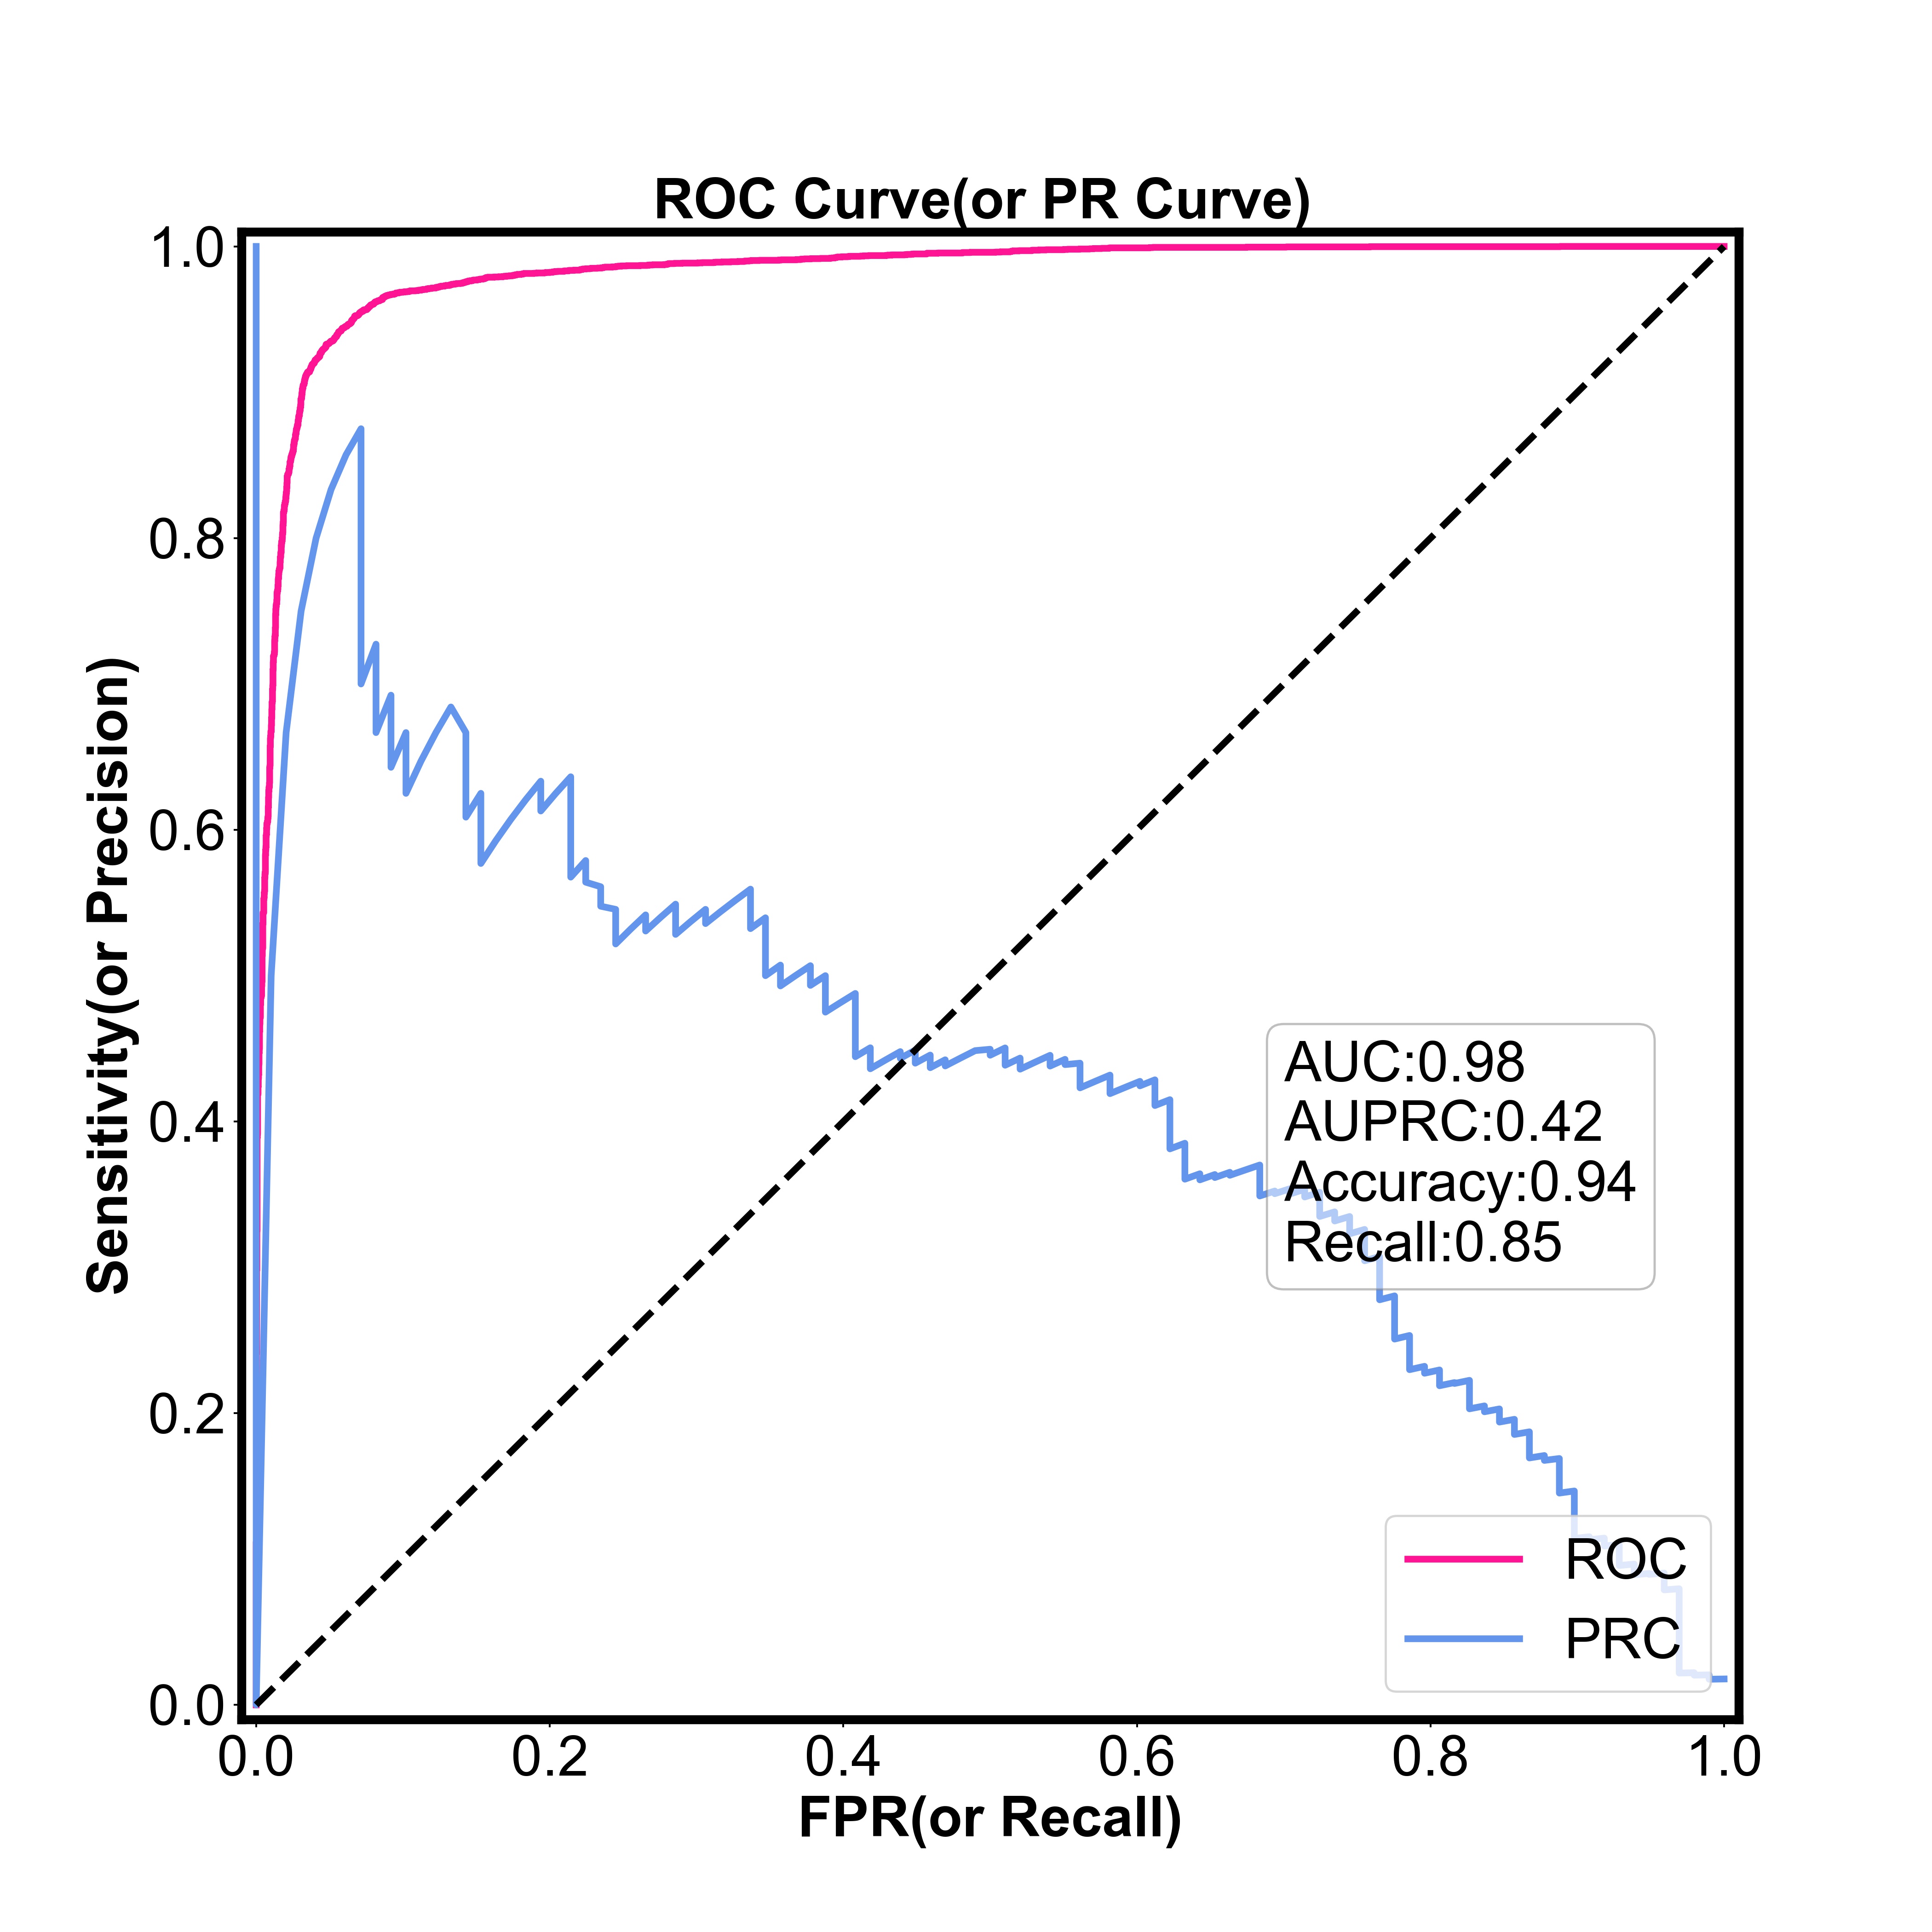 ROC Curve(or PR Curve)
1.0
0.8
0.6
0.4
0.2
0.0
Sensitivity(or Precision)
AUC:0.98
AUPRC:0.42
Accuracy:0.94
Recall:0.85
ROC
PRC
0.0 0.2 0.4 0.6 0.8 1.0
FPR(or Recall)